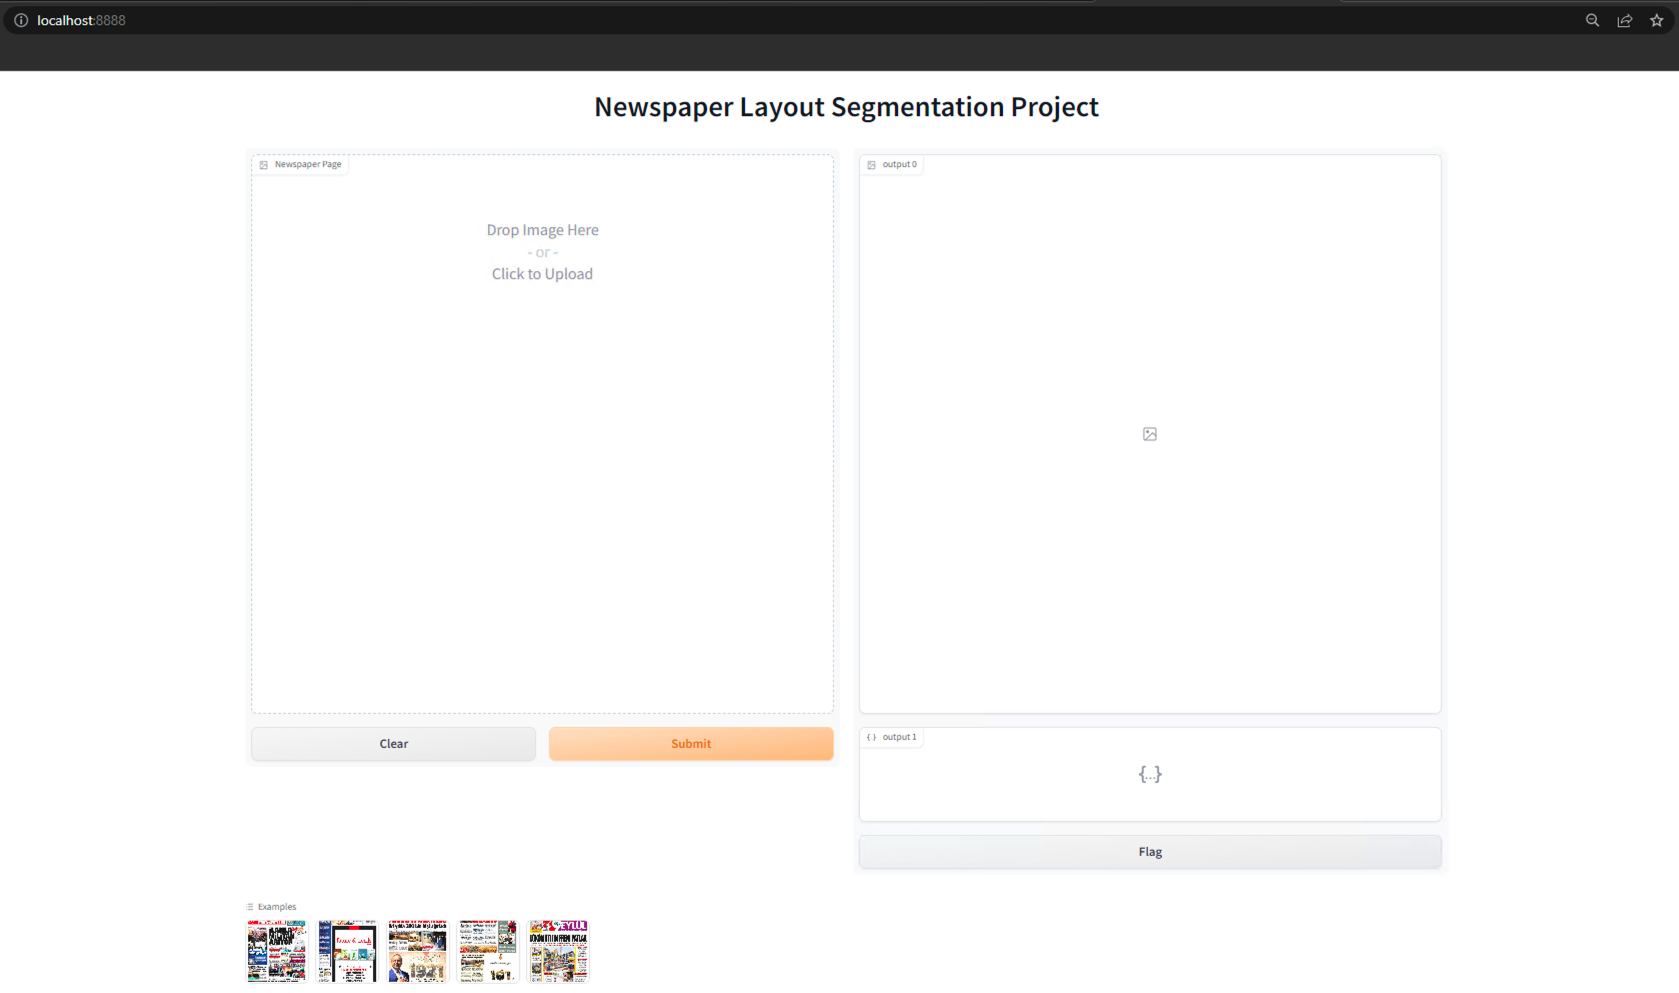 localhost:8888
Newspaper Layout Segmentation Project
Newspaper Page
Drop Image Here
- or -
Click to Upload
Clear
Submit
output 0
output 1
{...}
Flag
Examples